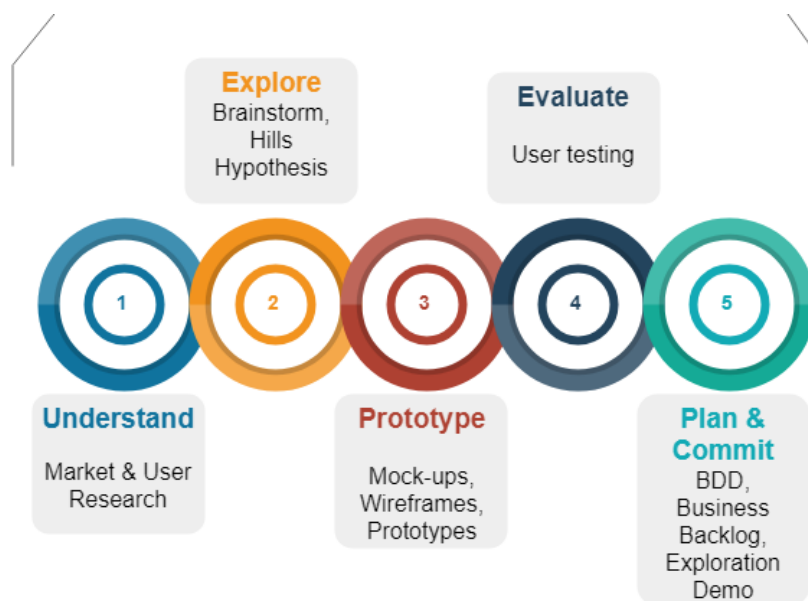 Explore
Brainstorm,
Hills
Hypothesis
Evaluate
User testing
1
2
3
4
5
Understand
Market & User
Research
Prototype
Mock-ups,
Wireframes,
Prototypes
Plan &
Commit
BDD,
Business
Backlog,
Exploration
Demo